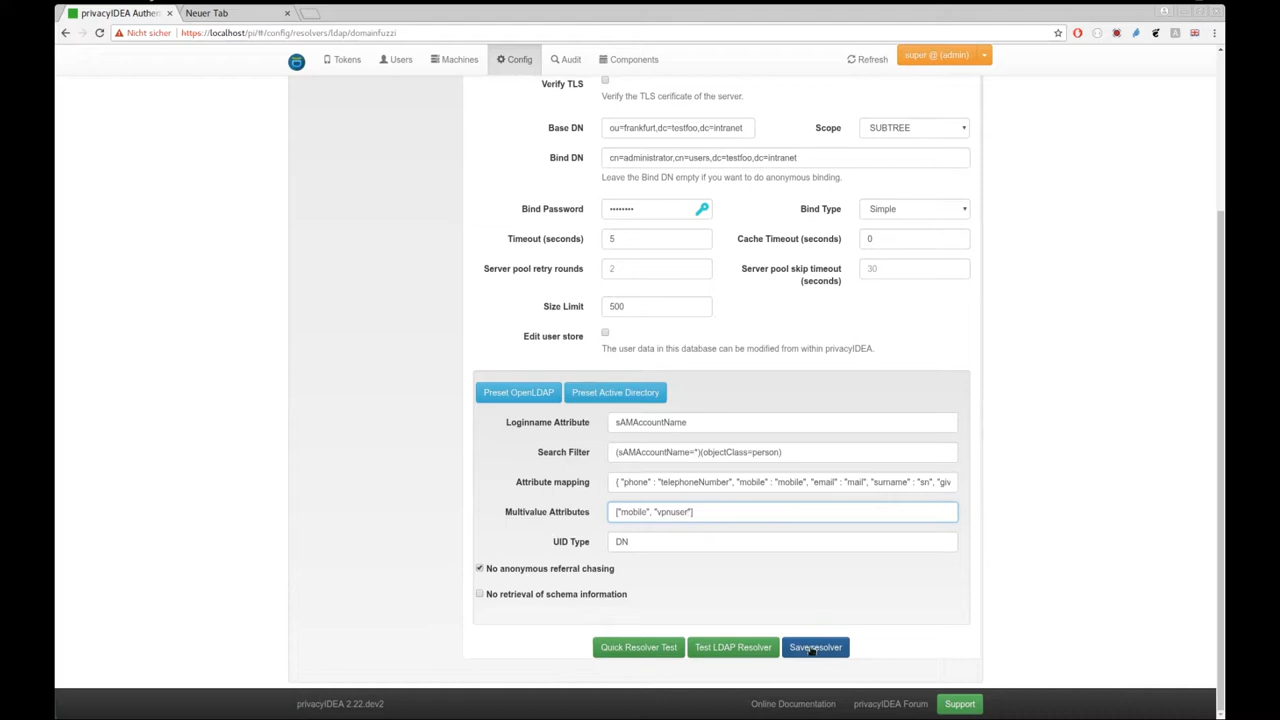 privacyIDEA Authen
Neuer Tab
Nicht sicher
https://localhost/pi/#/config/resolvers/ldap/domainfuzzi
Tokens
Users
Machines
Config
Audit
Components
Refresh
super @ (admin)
Verify TLS
Verify the TLS cerificate of the server.
Base DN
ou=frankfurt,dc=testfoo,dc=intranet
Scope
SUBTREE
Bind DN
cn=administrator,cn=users,dc=testfoo,dc=intranet
Leave the Bind DN empty if you want to do anonymous binding.
Bind Password
••••••••
Bind Type
Simple
Timeout (seconds)
5
Cache Timeout (seconds)
0
Server pool retry rounds
2
Server pool skip timeout
(seconds)
30
Size Limit
500
Edit user store
The user data in this database can be modified from within privacyIDEA.
Preset OpenLDAP
Preset Active Directory
Loginname Attribute
sAMAccountName
Search Filter
(sAMAccountName=*)(objectClass=person)
Attribute mapping
{ "phone" : "telephoneNumber", "mobile" : "mobile", "email" : "mail", "surname" : "sn", "giv
Multivalue Attributes
["mobile", "vpnuser"]
UID Type
DN
No anonymous referral chasing
No retrieval of schema information
Quick Resolver Test
Test LDAP Resolver
Save resolver
privacyIDEA 2.22.dev2
Online Documentation
privacyIDEA Forum
Support